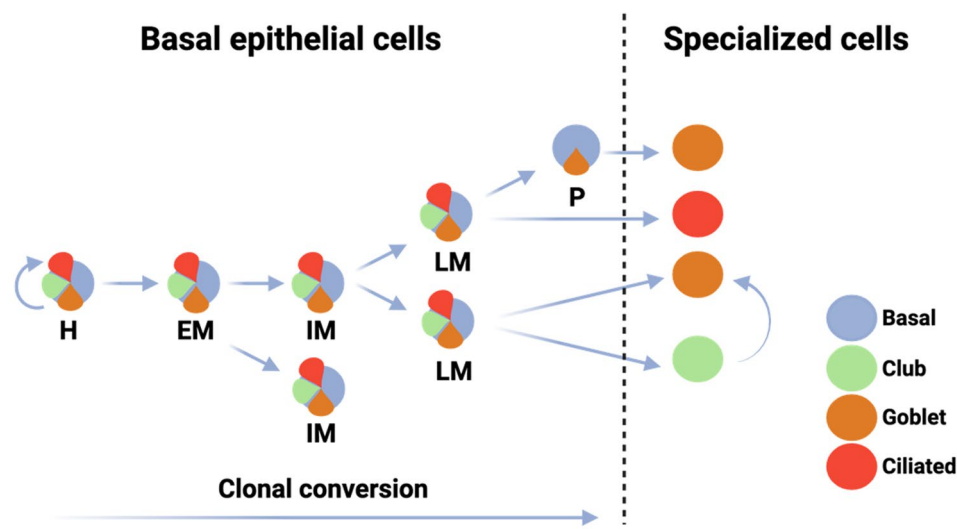 Basal epithelial cells
Specialized cells
P
LM
H
EM
IM
LM
IM
Basal
Club
Goblet
Ciliated
Clonal conversion